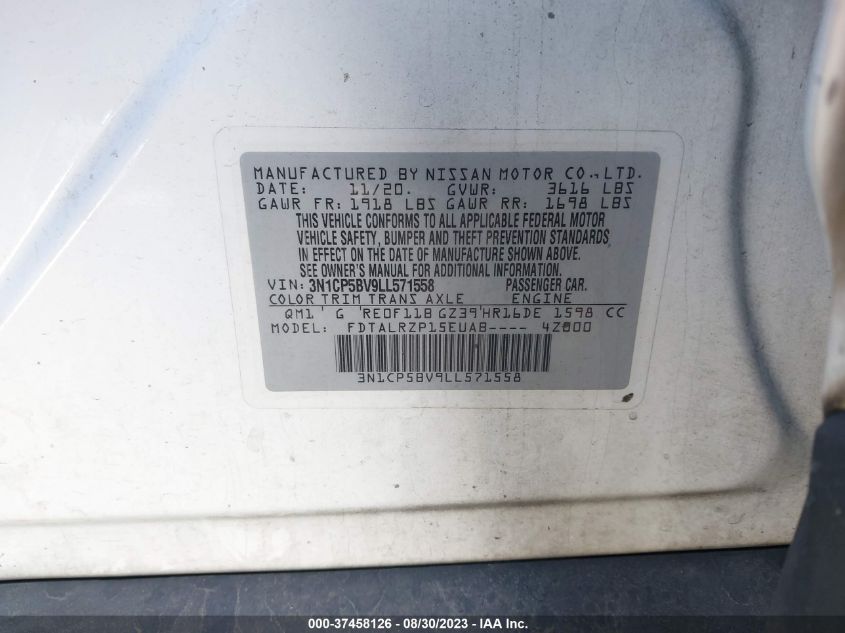 MANUFACTURED BY NISSAN MOTOR CO., LTD.
DATE: 11/20. GVWR: 3616 LBS
GAWR FR: 1918 LBS GAWR RR: 1698 LBS
THIS VEHICLE CONFORMS TO ALL APPLICABLE FEDERAL MOTOR
VEHICLE SAFETY, BUMPER AND THEFT PREVENTION STANDARDS
IN EFFECT ON THE DATE OF MANUFACTURE SHOWN ABOVE.
SEE OWNER'S MANUAL FOR ADDITIONAL INFORMATION.
VIN: 3N1CP5BV9LL571558 PASSENGER CAR.
COLOR TRIM TRANS AXLE ENGINE
QM1' G 'RE0F11B GZ39'HR16DE 1598 CC
MODEL: FDTALRZP15EUAB---- 4Z000
3N1CP5BV9LL571558
000-37458126 - 08/30/2023 - IAA Inc.